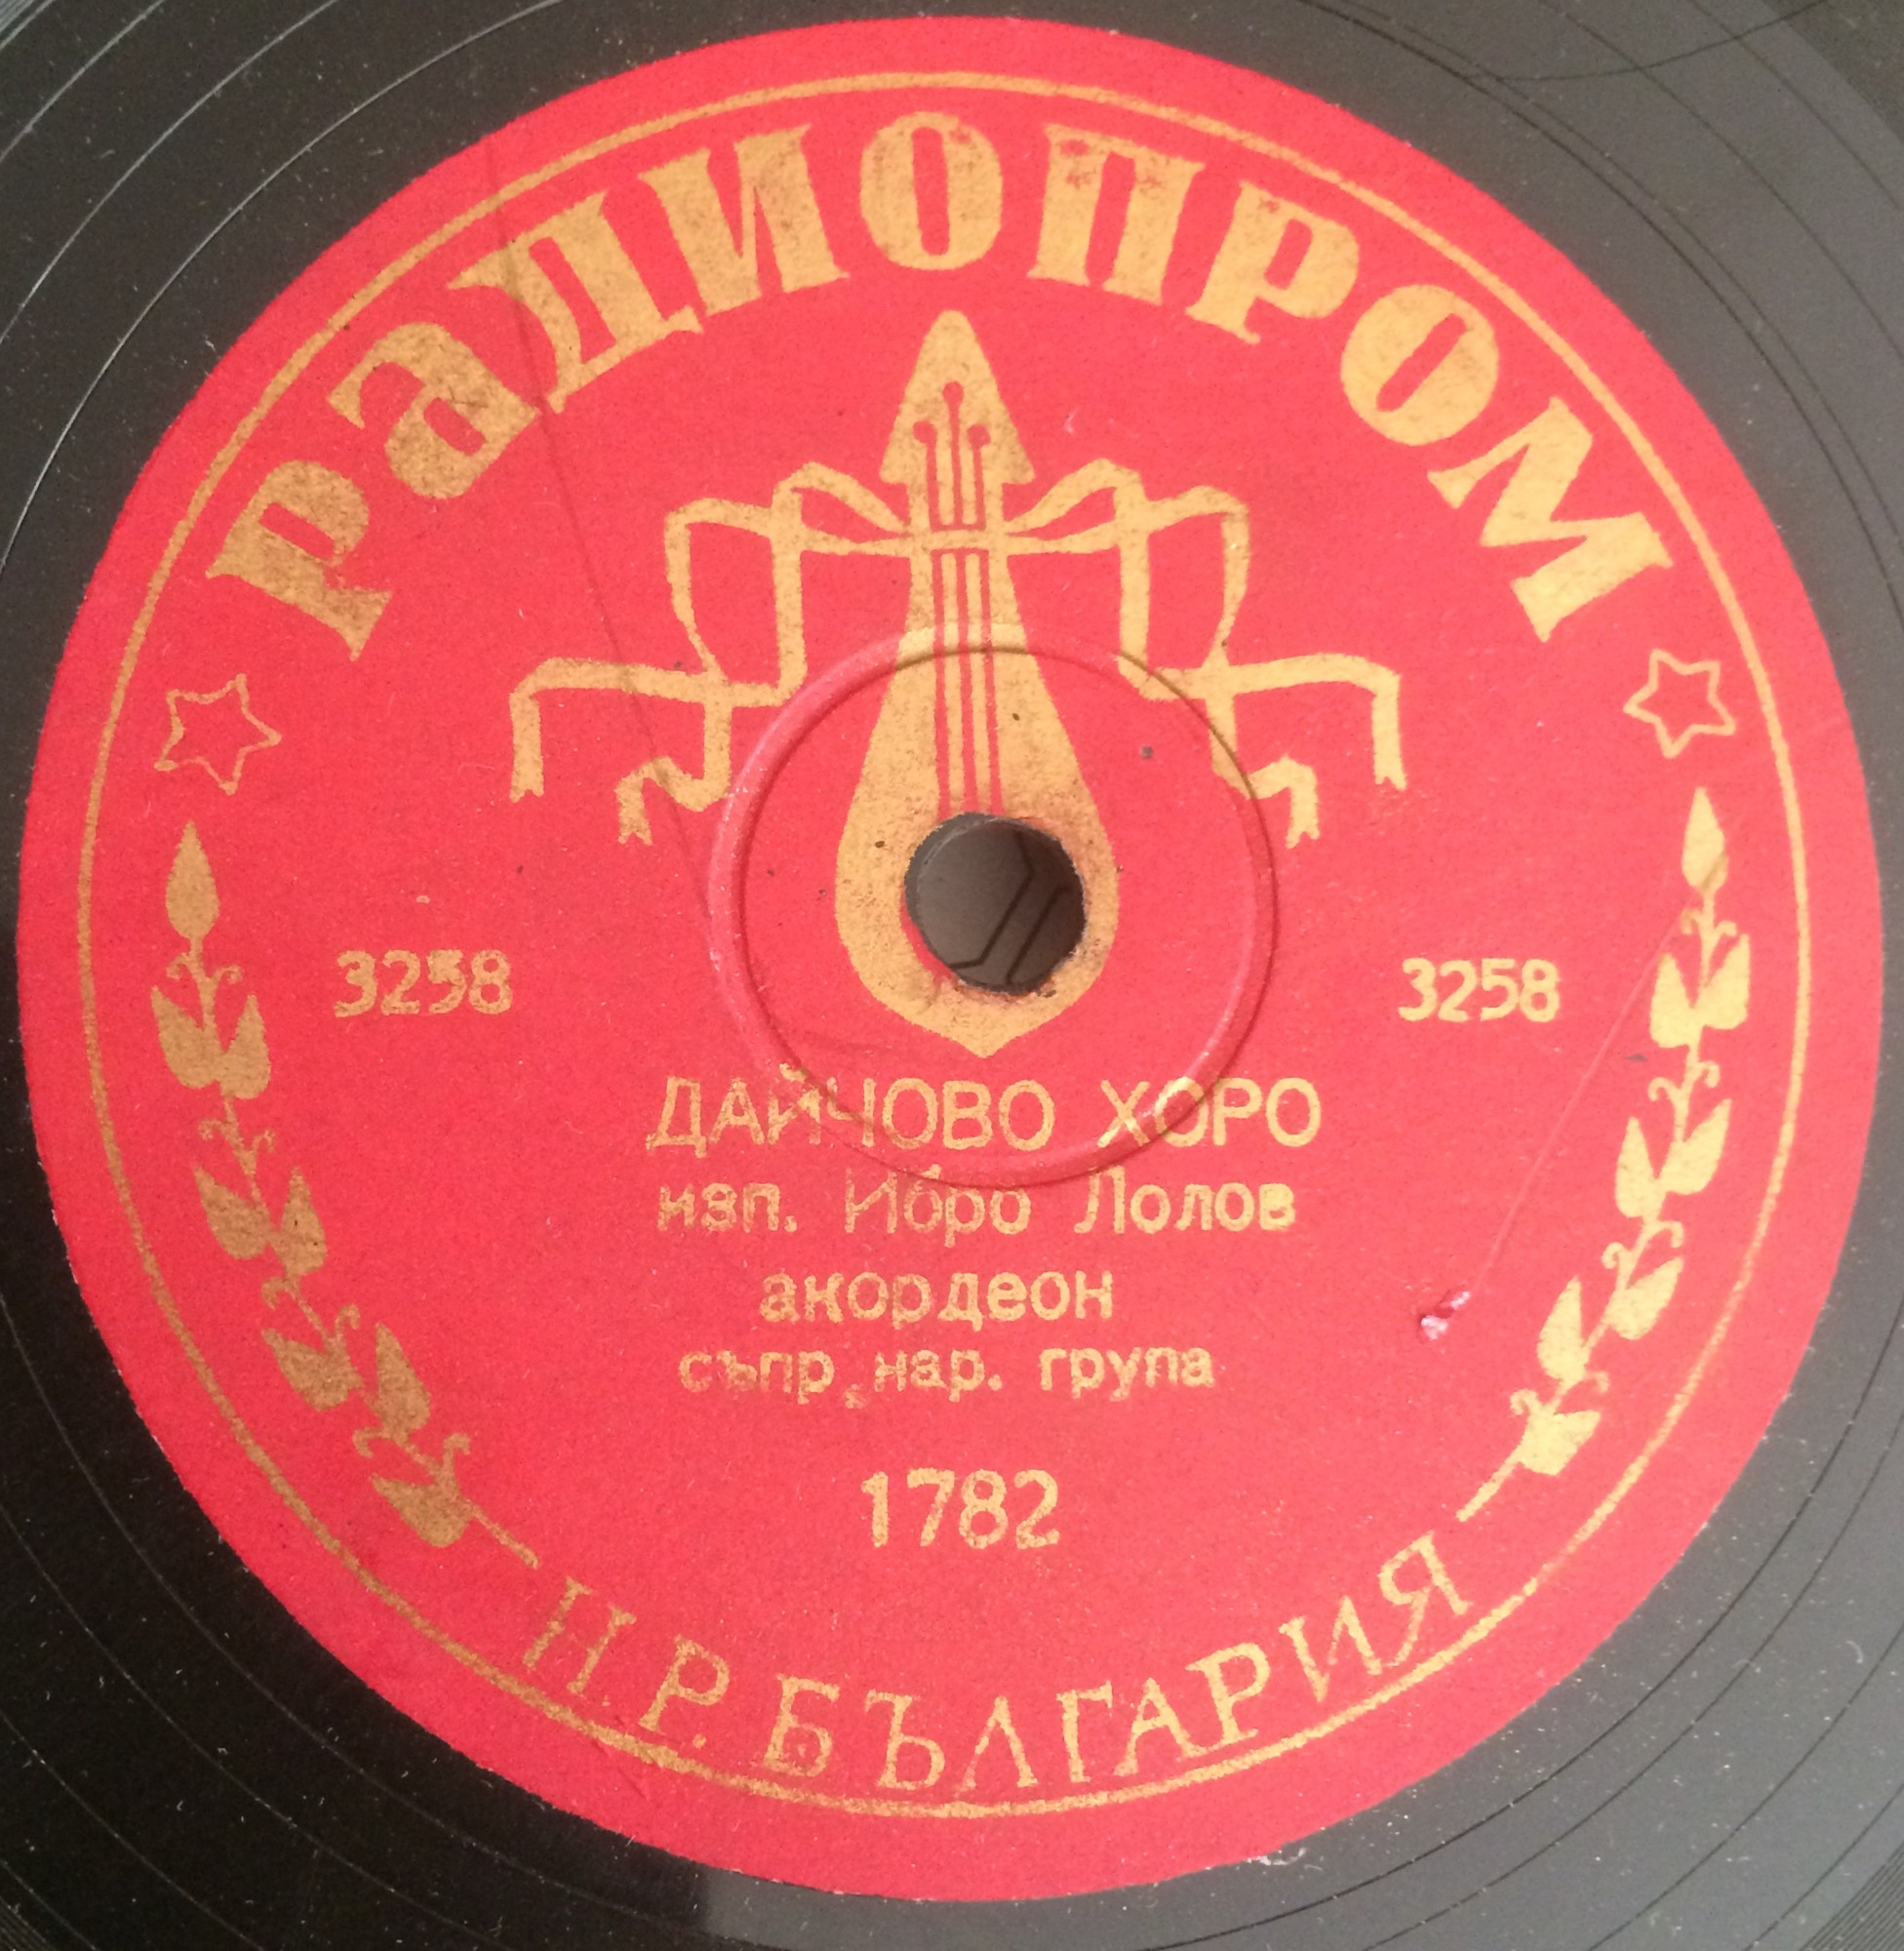 РАДИОПРОМ
3258 3258
ДАЙЧОВО ХОРО
изп. Ибро Лолов
акордеон
съпр. нар. група
1782
Н.Р. БЪЛГАРИЯ